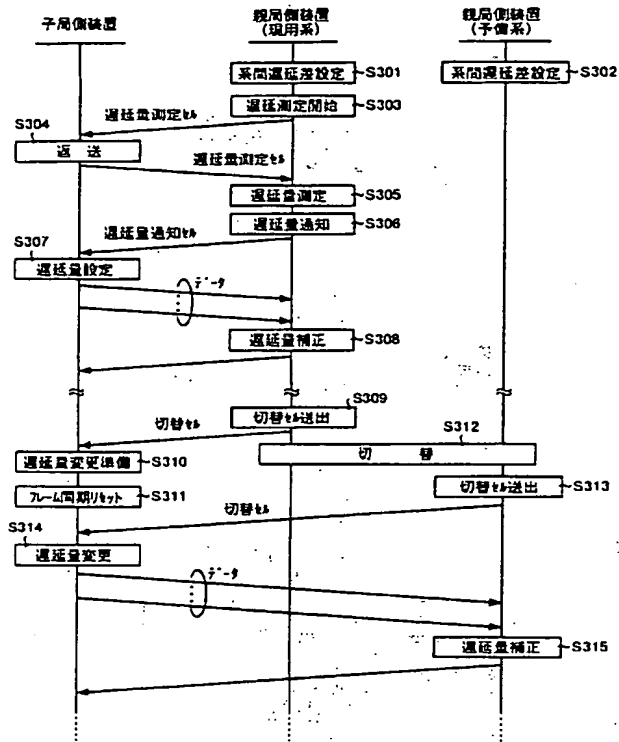 子局側装置
親局側装置
(現用系)
親局側装置
(予備系)
系間遅延差設定
S301
系間遅延差設定
S302
遅延測定開始
S303
遅延量測定セル
S304
返送
遅延量測定セル
遅延量測定
S305
遅延量通知
S306
遅延量通知セル
S307
遅延量設定
データ
遅延量補正
S308
S309
切替セル送出
切替セル
S312
切替
遅延量変更準備
S310
切替セル送出
S313
フレーム同期リセット
S311
切替セル
S314
遅延量変更
データ
遅延量補正
S315